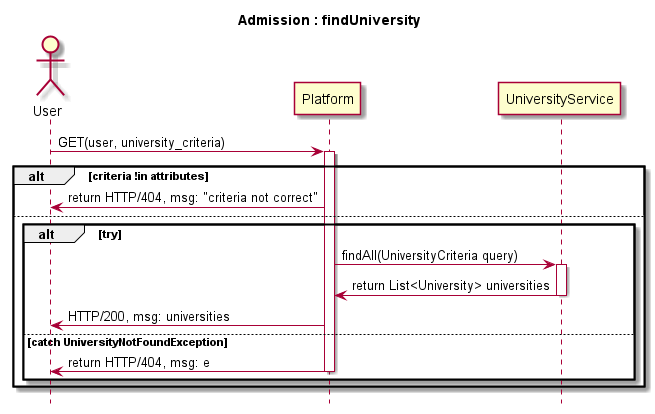 Admission : findUniversity
User
Platform
UniversityService
GET(user, university_criteria)
alt [criteria !in attributes]
return HTTP/404, msg: "criteria not correct"
alt [try]
findAll(UniversityCriteria query)
return List<University> universities
HTTP/200, msg: universities
[catch UniversityNotFoundException]
return HTTP/404, msg: e